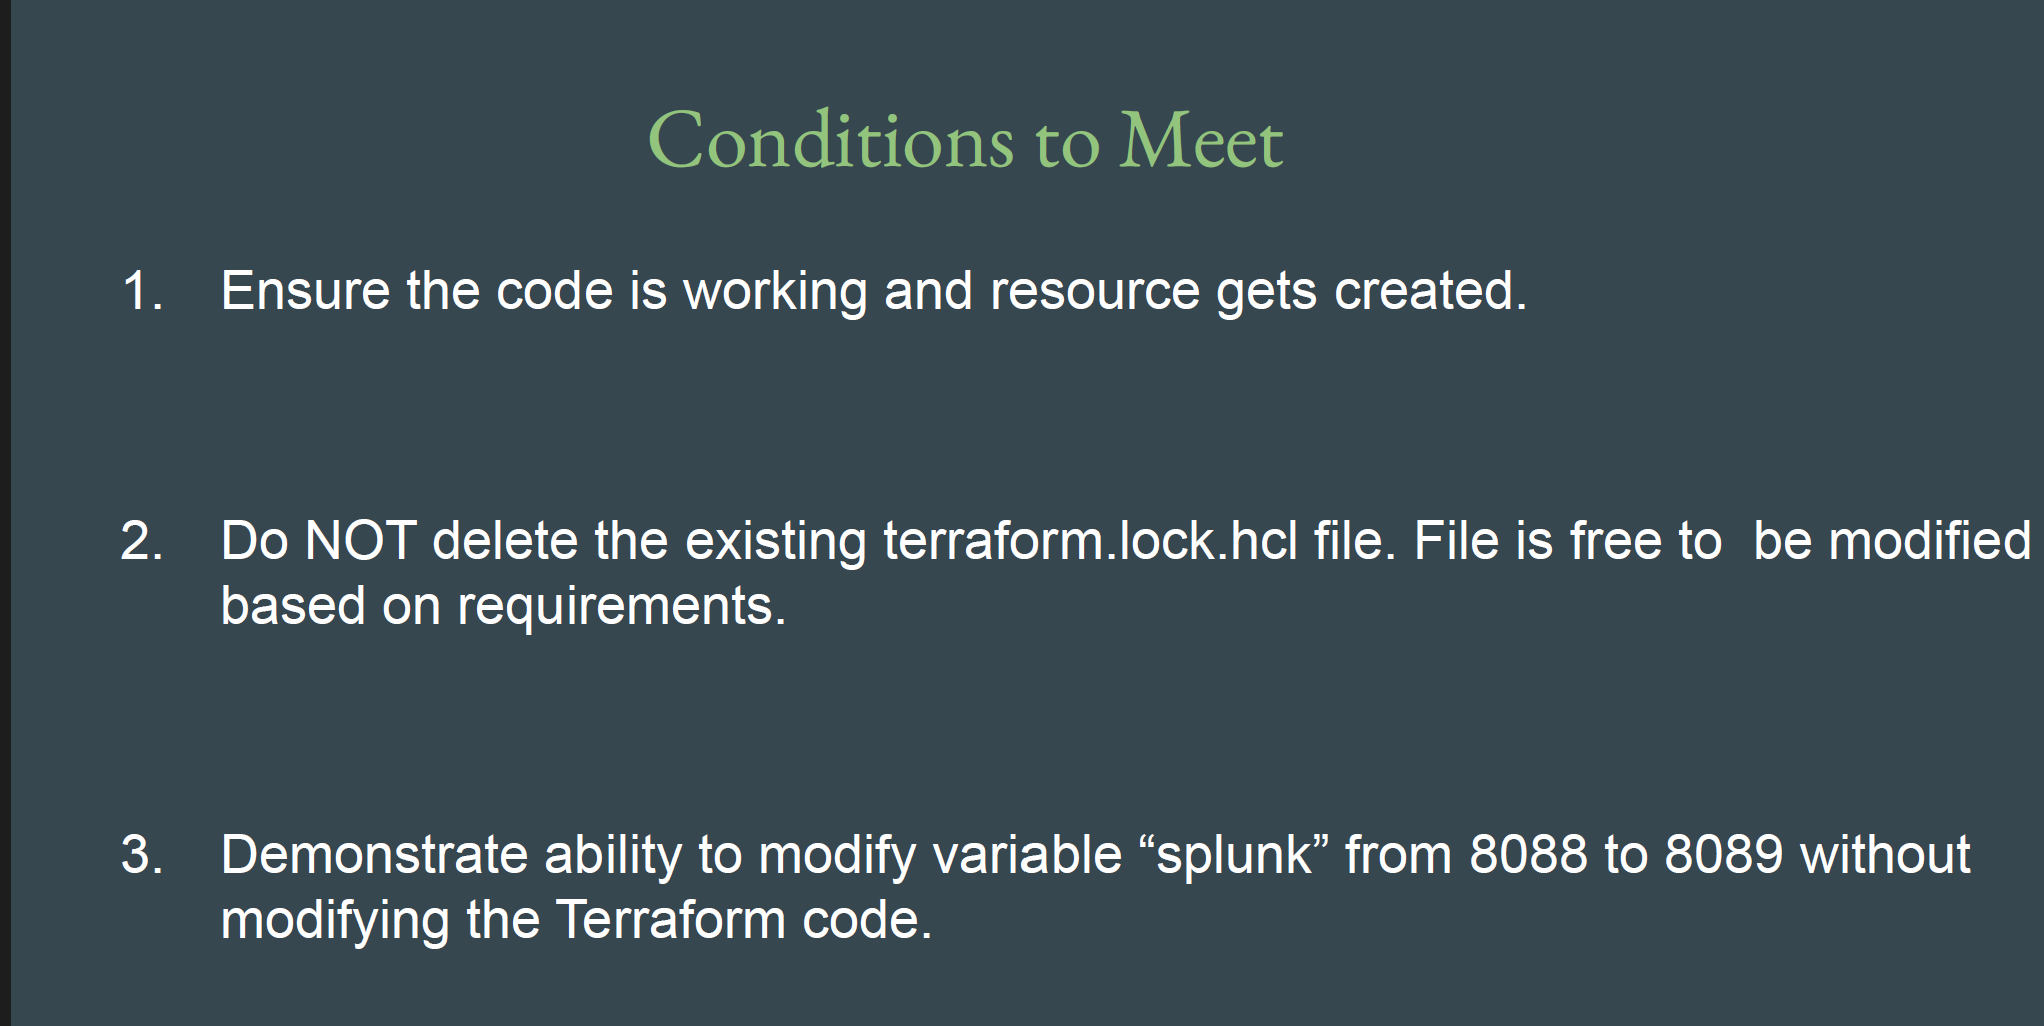 Conditions to Meet
1. Ensure the code is working and resource gets created.
2. Do NOT delete the existing terraform.lock.hcl file. File is free to  be modified
based on requirements.
3. Demonstrate ability to modify variable “splunk” from 8088 to 8089 without
modifying the Terraform code.